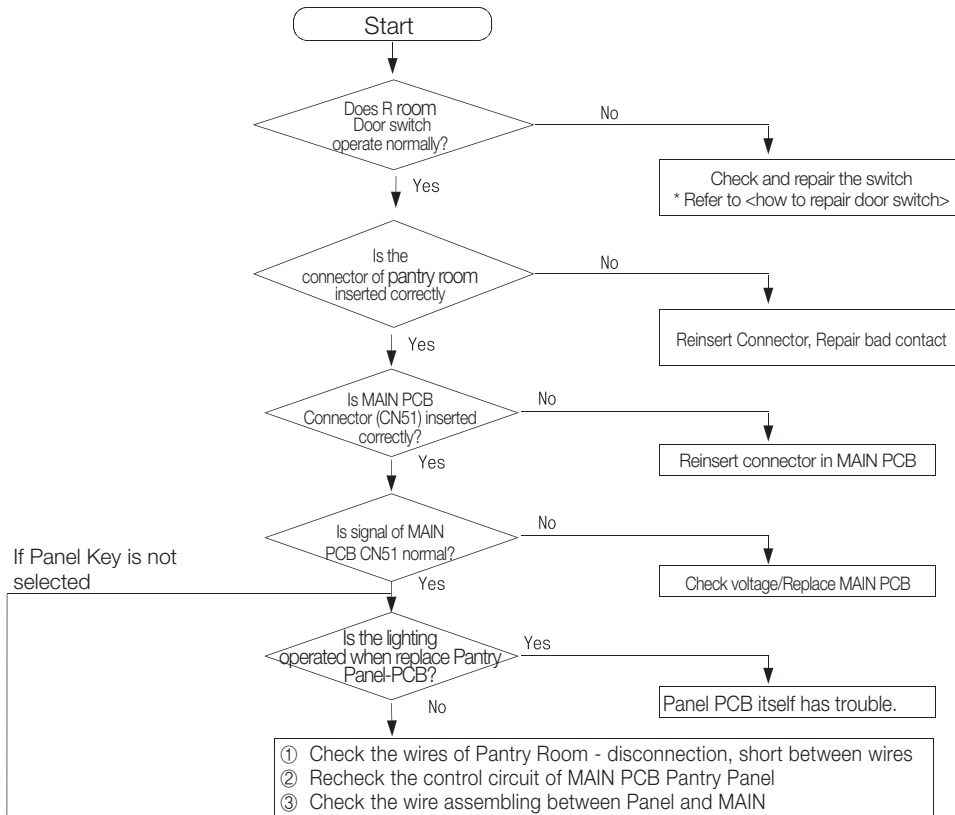 Start
Does R room
Door switch
operate normally?
No
Yes
Check and repair the switch
* Refer to <how to repair door switch>
Is the
connector of pantry room
inserted correctly
No
Yes
Reinsert Connector, Repair bad contact
Is MAIN PCB
Connector (CN51) inserted
correctly?
No
Yes
Reinsert connector in MAIN PCB
Is signal of MAIN
PCB CN51 normal?
No
Yes
Check voltage/Replace MAIN PCB
If Panel Key is not
selected
Is the lighting
operated when replace Pantry
Panel-PCB?
Yes
No
Panel PCB itself has trouble.
① Check the wires of Pantry Room - disconnection, short between wires
② Recheck the control circuit of MAIN PCB Pantry Panel
③ Check the wire assembling between Panel and MAIN